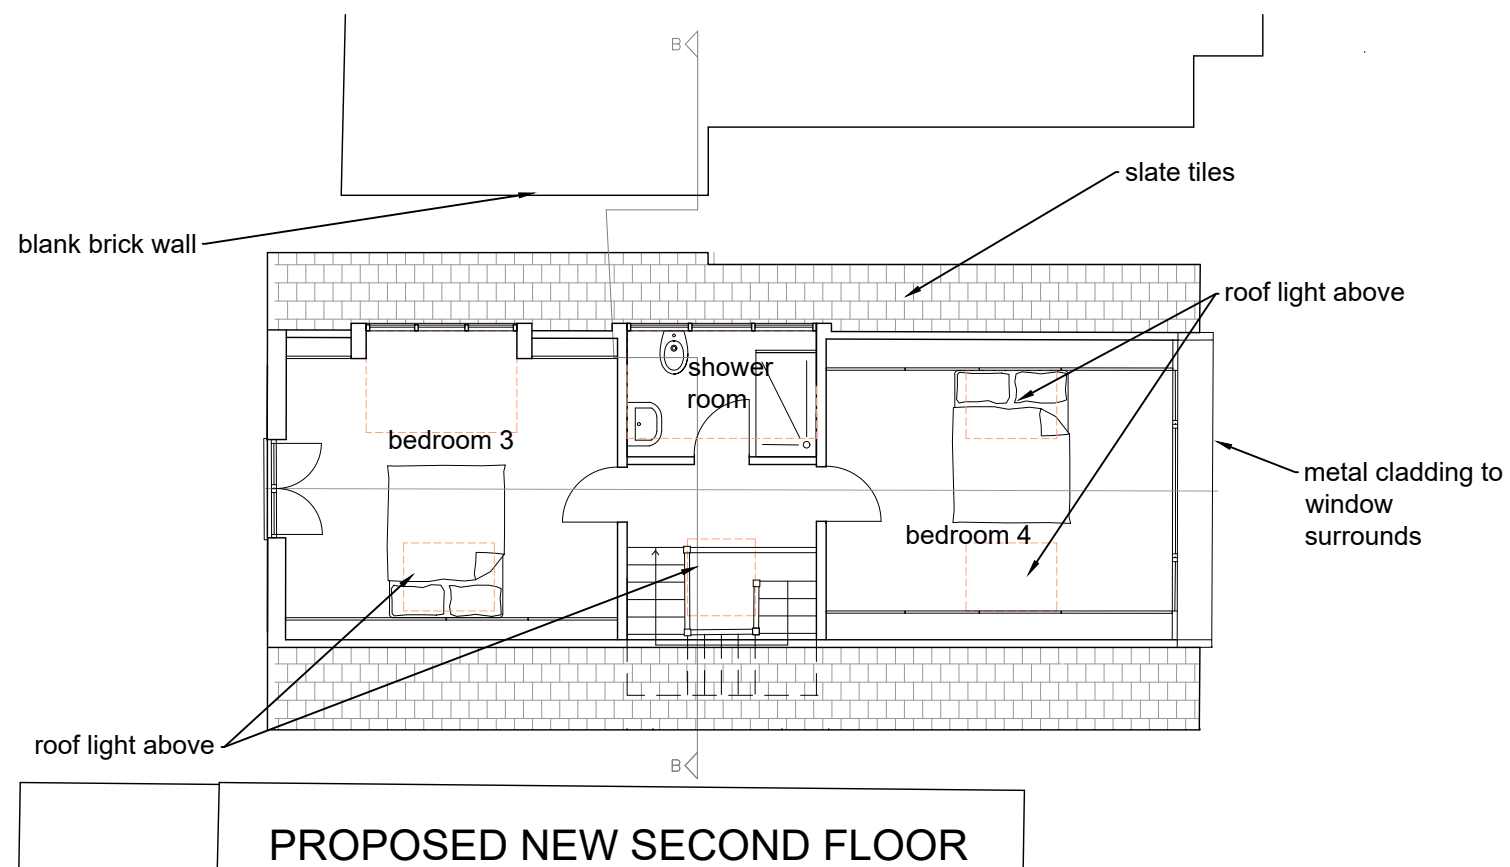 B
slate tiles
blank brick wall
roof light above
shower
room
bedroom 3
metal cladding to
window
surrounds
bedroom 4
roof light above
B
PROPOSED NEW SECOND FLOOR